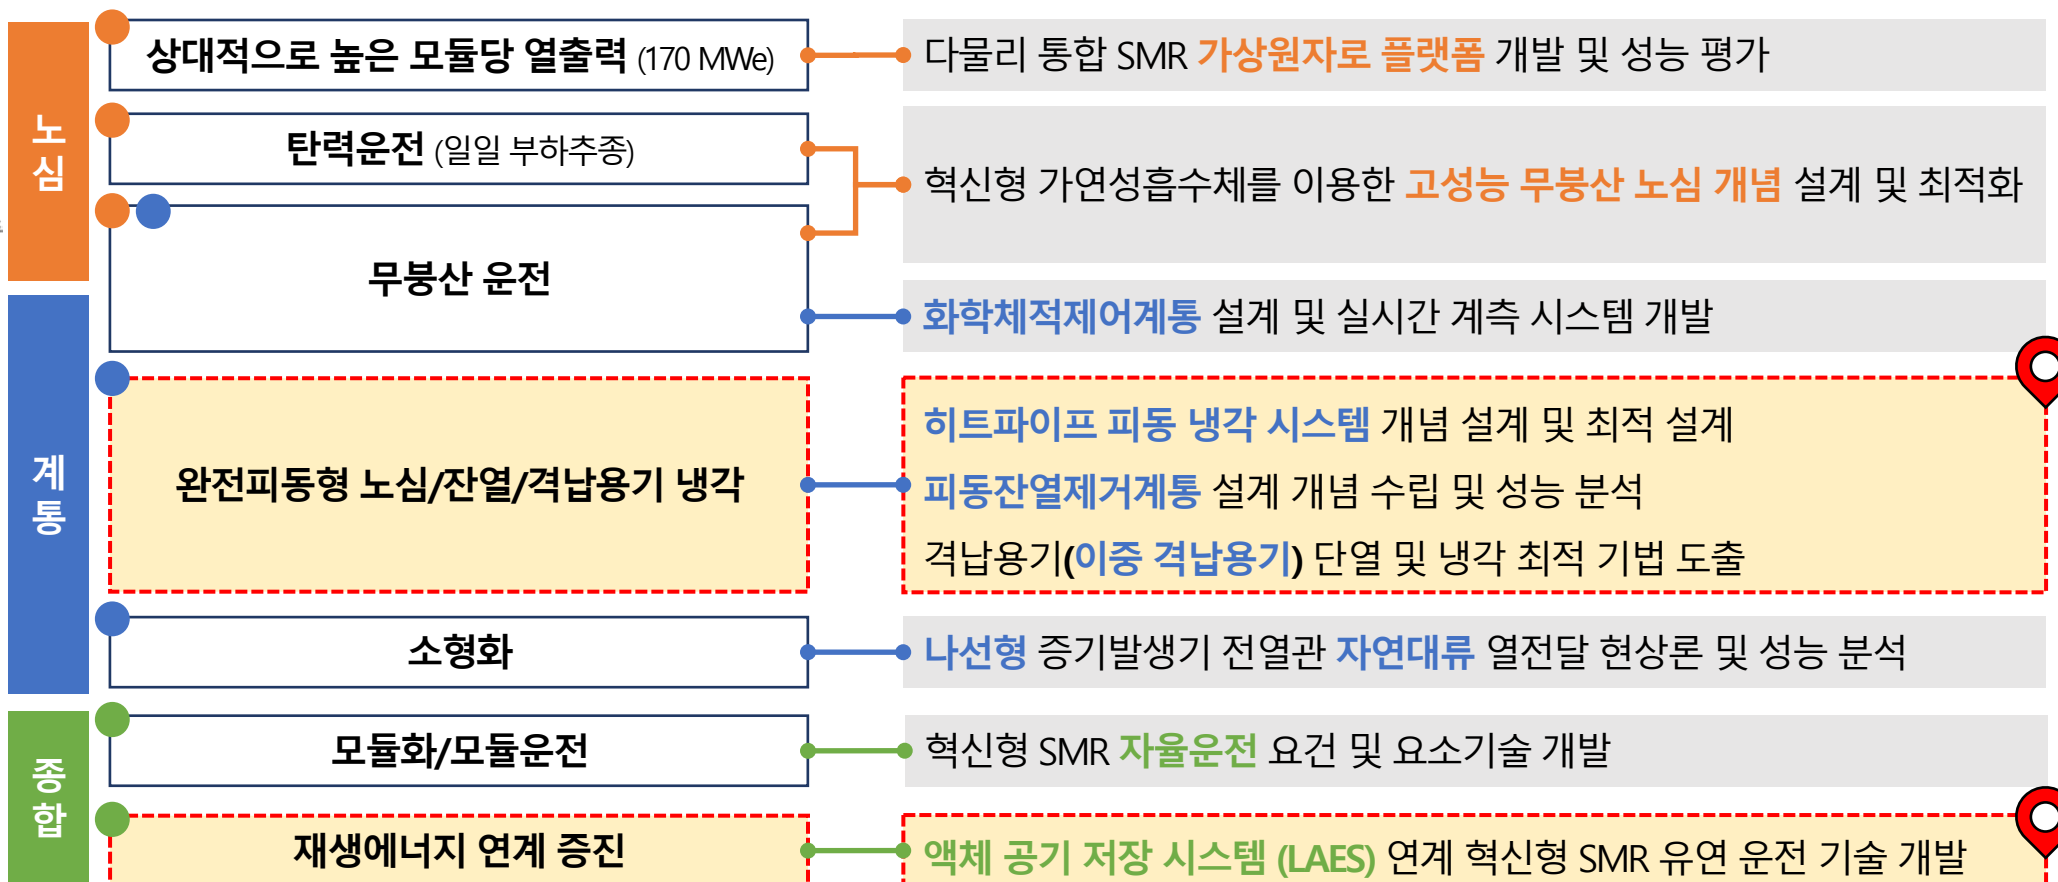 노심
상대적으로 높은 모듈당 열출력 (170 MWe)
다물리 통합 SMR 가상원자로 플랫폼 개발 및 성능 평가
탄력운전 (일일 부하추종)
혁신형 가연성흡수체를 이용한 고성능 무붕산 노심 개념 설계 및 최적화
무붕산 운전
화학체적제어계통 설계 및 실시간 계측 시스템 개발
계통
완전피동형 노심/잔열/격납용기 냉각
히트파이프 피동 냉각 시스템 개념 설계 및 최적 설계
피동잔열제거계통 설계 개념 수립 및 성능 분석
격납용기(이중 격납용기) 단열 및 냉각 최적 기법 도출
소형화
나선형 증기발생기 전열관 자연대류 열전달 현상론 및 성능 분석
종합
모듈화/모듈운전
혁신형 SMR 자율운전 요건 및 요소기술 개발
재생에너지 연계 증진
액체 공기 저장 시스템 (LAES) 연계 혁신형 SMR 유연 운전 기술 개발